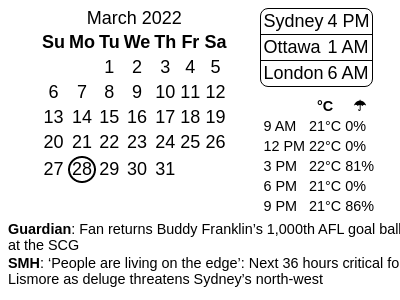 March 2022
Su Mo Tu We Th Fr Sa
1 2 3 4 5
6 7 8 9 10 11 12
13 14 15 16 17 18 19
20 21 22 23 24 25 26
27 28 29 30 31
Sydney 4 PM
Ottawa 1 AM
London 6 AM
°C ☂
9 AM 21°C 0%
12 PM 22°C 0%
3 PM 22°C 81%
6 PM 21°C 0%
9 PM 21°C 86%
Guardian: Fan returns Buddy Franklin’s 1,000th AFL goal ball
at the SCG
SMH: ‘People are living on the edge’: Next 36 hours critical fo
Lismore as deluge threatens Sydney’s north-west